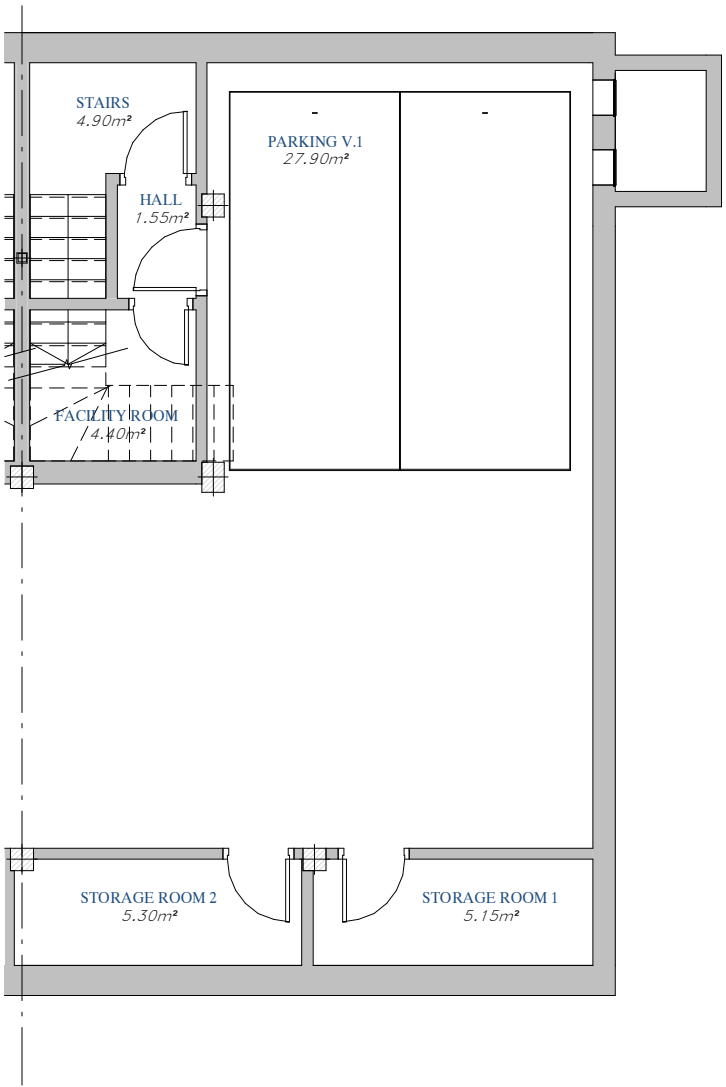 STAIRS
4.90m²
PARKING V.1
27.90m²
HALL
1.55m²
FACILITY ROOM
4.40m²
STORAGE ROOM 2
5.30m²
STORAGE ROOM 1
5.15m²